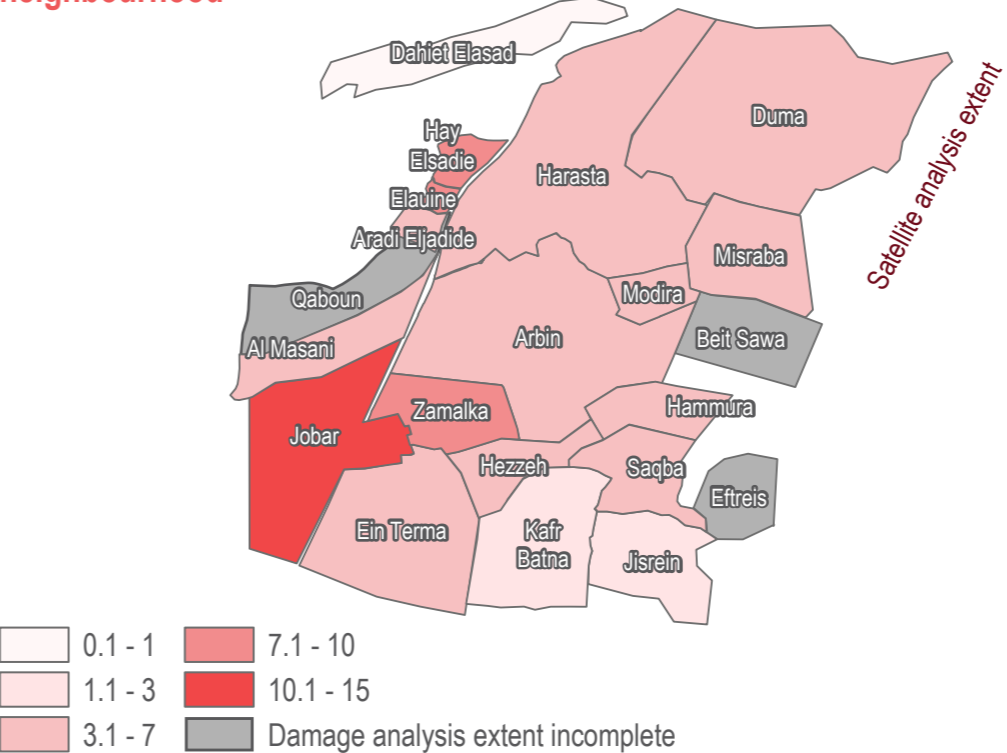 neighbourhood
Dahiet Elasad
Duma
Satellite analysis extent
Hay
Elsadie
Harasta
Elauine
Aradi Eljadide
Misraba
Qaboun
Modira
Arbin
Beit Sawa
Al Masani
Hammura
Zamalka
Jobar
Hezzeh
Saqba
Eftreis
Ein Terma
Kafr
Batna
Jisrein
0.1 - 1
7.1 - 10
1.1 - 3
10.1 - 15
3.1 - 7
Damage analysis extent incomplete